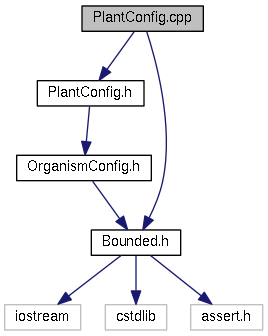 PlantConfig.cpp
PlantConfig.h
OrganismConfig.h
Bounded.h
iostream
cstdlib
assert.h